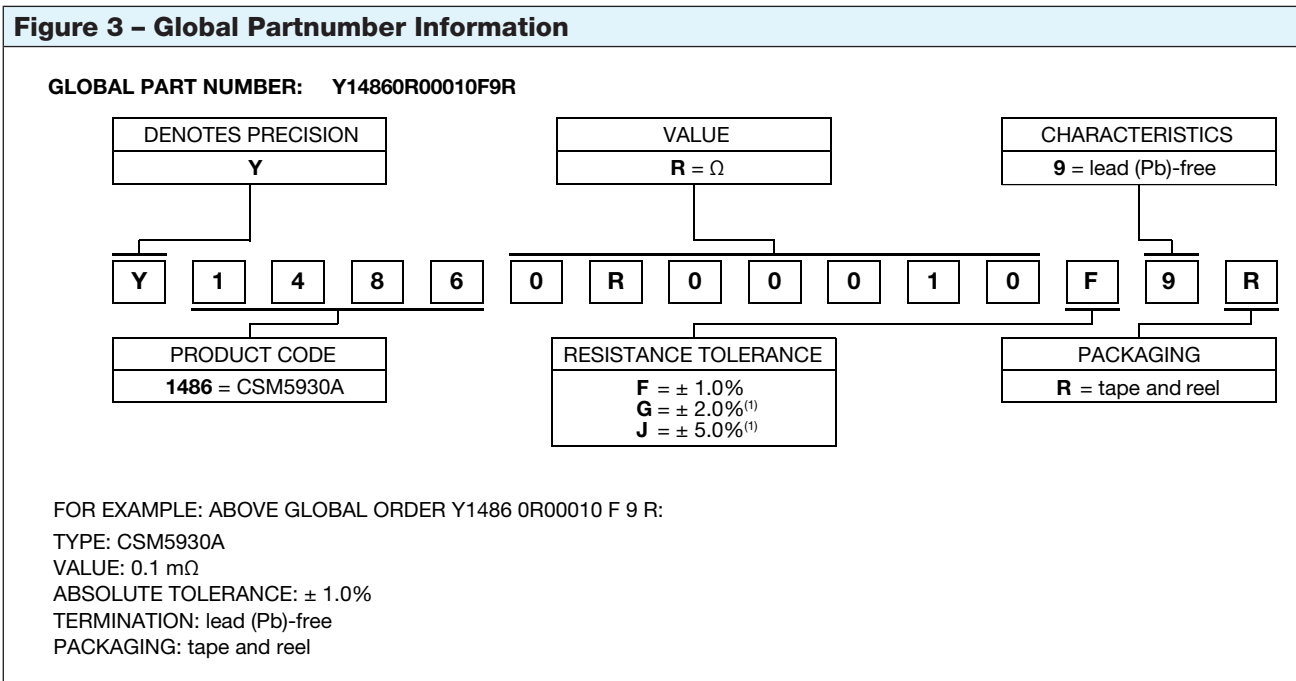 Figure 3 – Global Partnumber Information
GLOBAL PART NUMBER: Y14860R00010F9R
DENOTES PRECISION
Y
VALUE
R = Ω
CHARACTERISTICS
9 = lead (Pb)-free
Y 1 4 8 6 0 R 0 0 0 1 0 F 9 R
PRODUCT CODE
1486 = CSM5930A
RESISTANCE TOLERANCE
F = ± 1.0%
G = ± 2.0%(1)
J = ± 5.0%(1)
PACKAGING
R = tape and reel
FOR EXAMPLE: ABOVE GLOBAL ORDER Y1486 0R00010 F 9 R:
TYPE: CSM5930A
VALUE: 0.1 mΩ
ABSOLUTE TOLERANCE: ± 1.0%
TERMINATION: lead (Pb)-free
PACKAGING: tape and reel